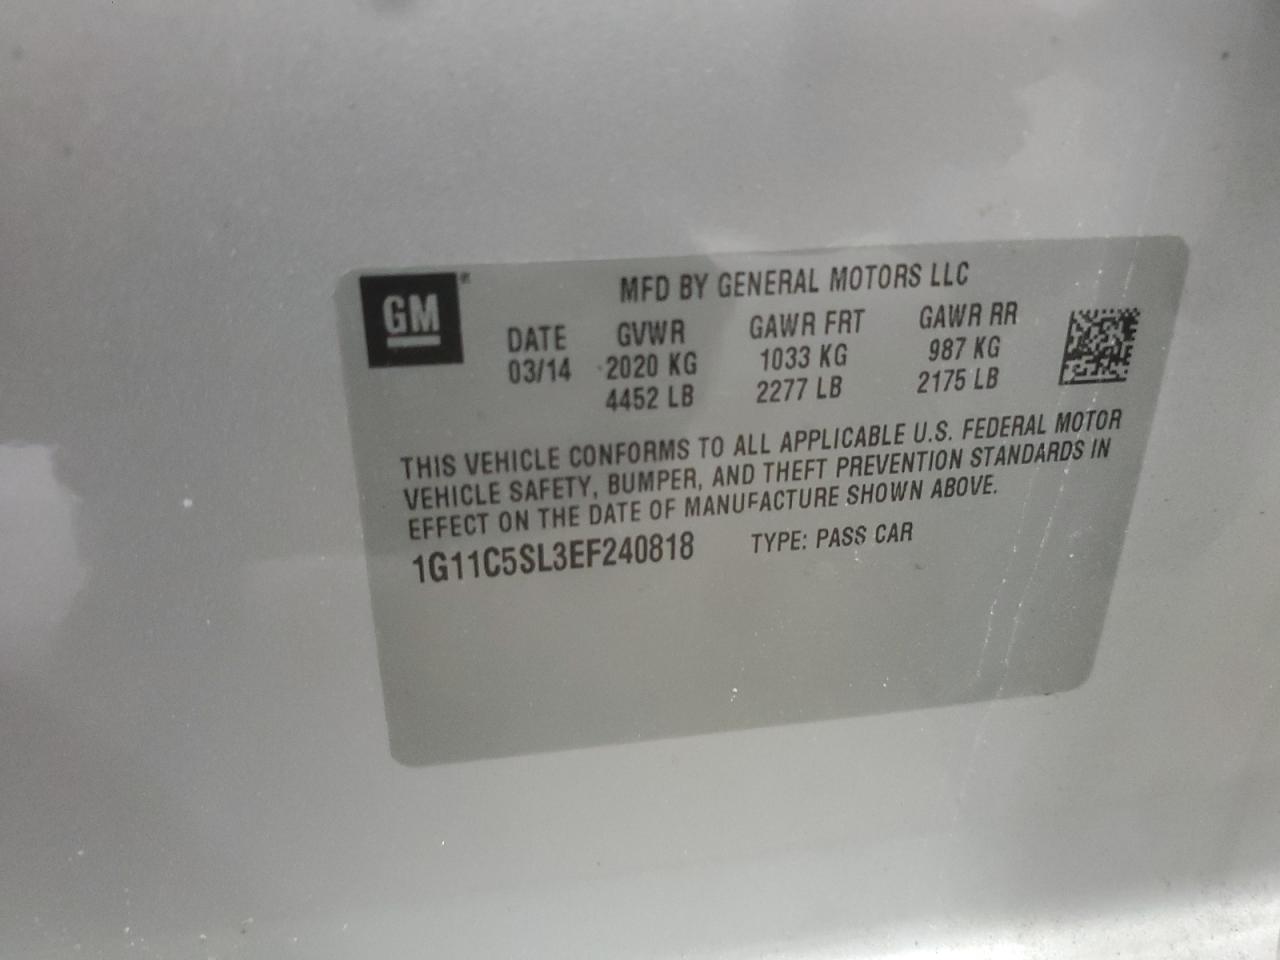 GM
MFD BY GENERAL MOTORS LLC
DATE GVWR GAWR FRT GAWR RR
03/14 2020 KG 1033 KG 987 KG
4452 LB 2277 LB 2175 LB
THIS VEHICLE CONFORMS TO ALL APPLICABLE U.S. FEDERAL MOTOR
VEHICLE SAFETY, BUMPER, AND THEFT PREVENTION STANDARDS IN
EFFECT ON THE DATE OF MANUFACTURE SHOWN ABOVE.
1G11C5SL3EF240818 TYPE: PASS CAR